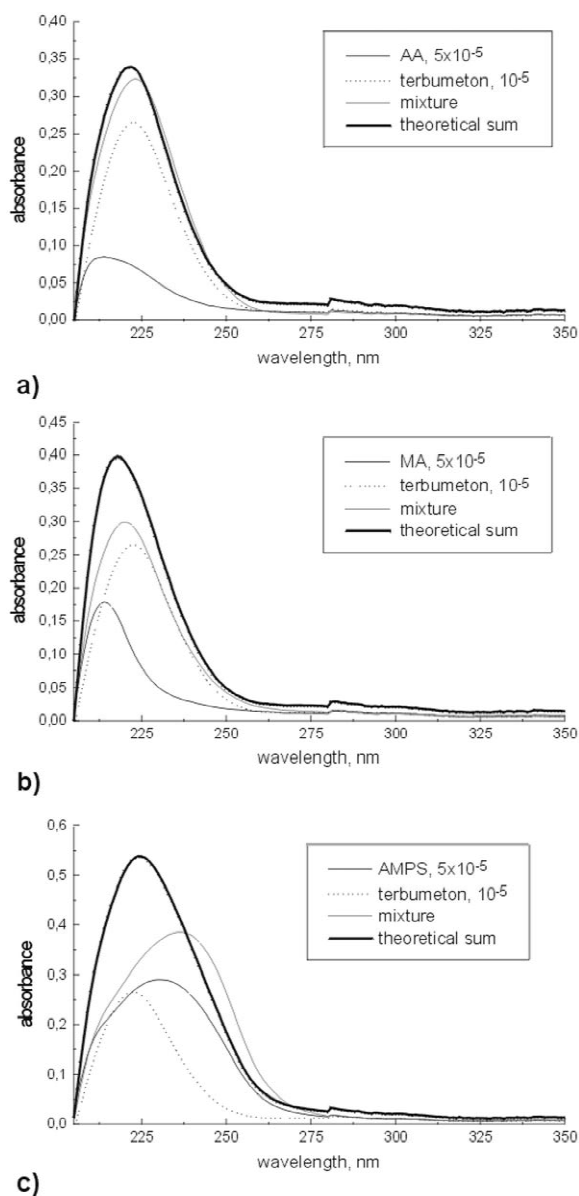 0,40
0,35
0,30
0,25
0,20
0,15
0,10
0,05
0,00
absorbance
AA, 5x10-5
terbumeton, 10-5
mixture
theoretical sum
225 250 275 300 325 350
wavelength, nm
a)
0,45
0,40
0,35
0,30
0,25
0,20
0,15
0,10
0,05
0,00
absorbance
MA, 5x10-5
terbumeton, 10-5
mixture
theoretical sum
225 250 275 300 325 350
wavelength, nm
b)
0,6
0,5
0,4
0,3
0,2
0,1
0,0
absorbance
AMPS, 5x10-5
terbumeton, 10-5
mixture
theoretical sum
225 250 275 300 325 350
wavelength, nm
c)